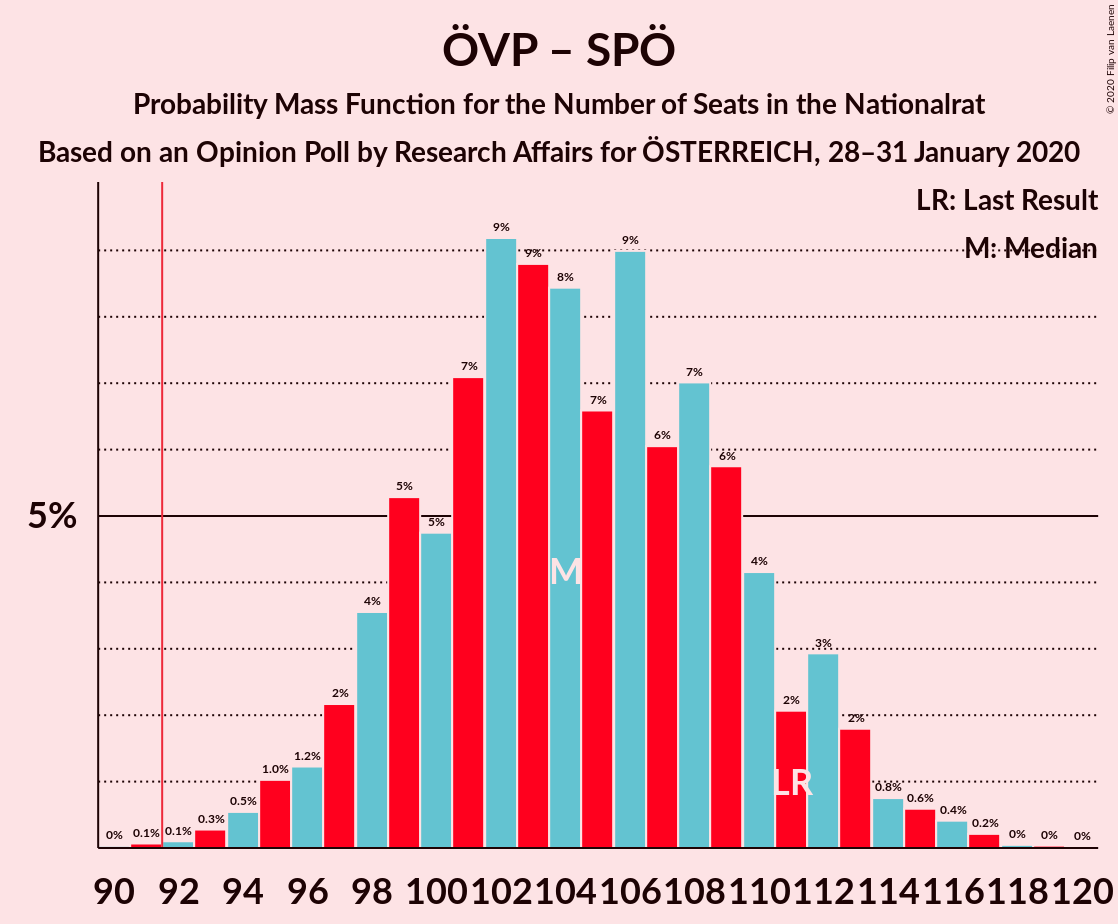 ÖVP – SPÖ
Probability Mass Function for the Number of Seats in the Nationalrat
Based on an Opinion Poll by Research Affairs for ÖSTERREICH, 28–31 January 2020
© 2020 Filip van Laenen
LR: Last Result
M: Median
5%
0% 0.1% 0.1% 0.3% 0.5% 1.0% 1.2% 2% 4% 5% 5% 7% 9% 9% 8% 7% 9% 6% 7% 6% 4% 2% 3% 2% 0.8% 0.6% 0.4% 0.2% 0% 0% 0%
M
LR
90 92 94 96 98 100 102 104 106 108 110 112 114 116 118 120